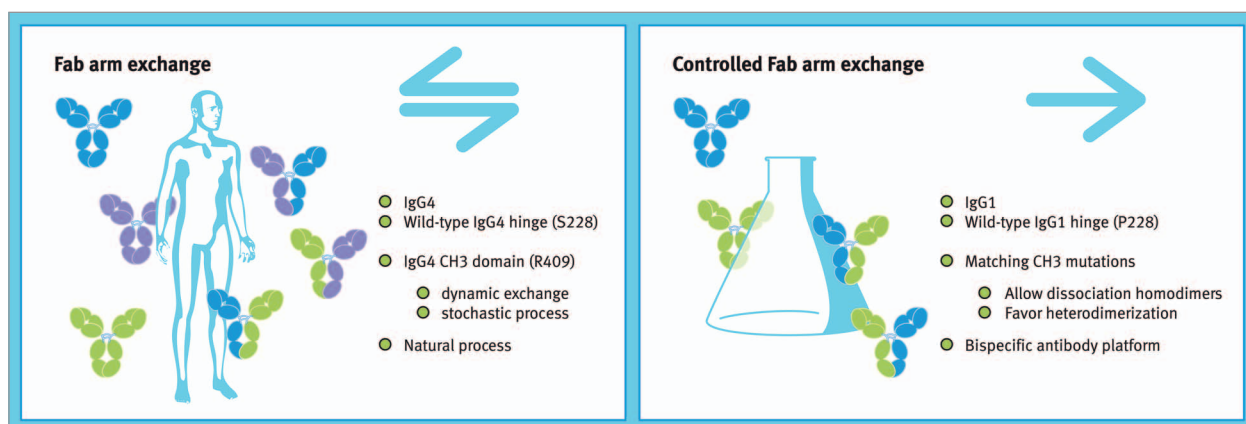 Fab arm exchange
IgG4
Wild-type IgG4 hinge (S228)
IgG4 CH3 domain (R409)
dynamic exchange
stochastic process
Natural process
Controlled Fab arm exchange
IgG1
Wild-type IgG1 hinge (P228)
Matching CH3 mutations
Allow dissociation homodimers
Favor heterodimerization
Bispecific antibody platform